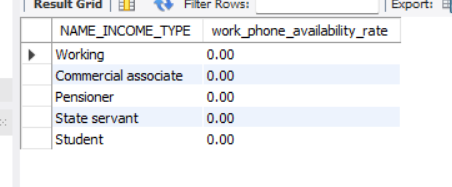 Result Grid Filter Rows: Export:
NAME_INCOME_TYPE work_phone_availability_rate
Working 0.00
Commercial associate 0.00
Pensioner 0.00
State servant 0.00
Student 0.00